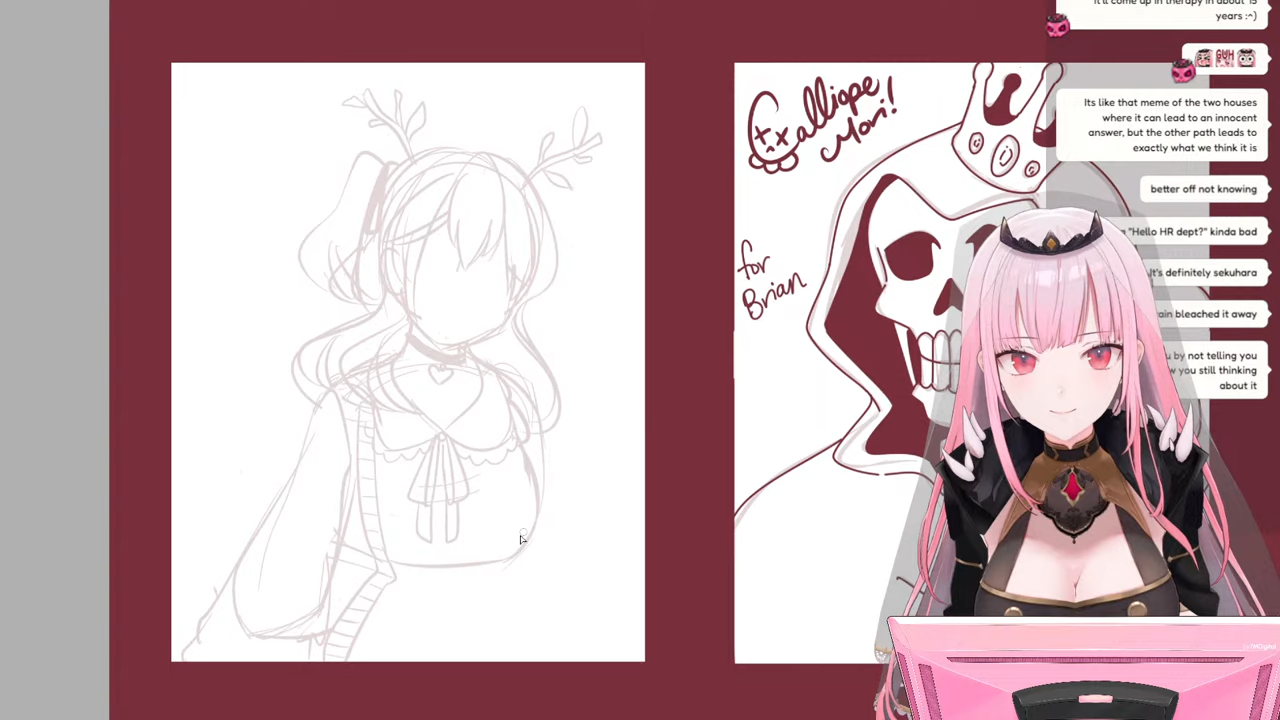 Calliope
Mori!
for
Brian
it'll come up in therapy in about 15
years :^)
GUH
Its like that meme of the two houses
where it can lead to an innocent
answer, but the other path leads to
exactly what we think it is
better off not knowing
"Hello HR dept?" kinda bad
It's definitely sekuhara
bleached it away
by not telling you
you still thinking
about it